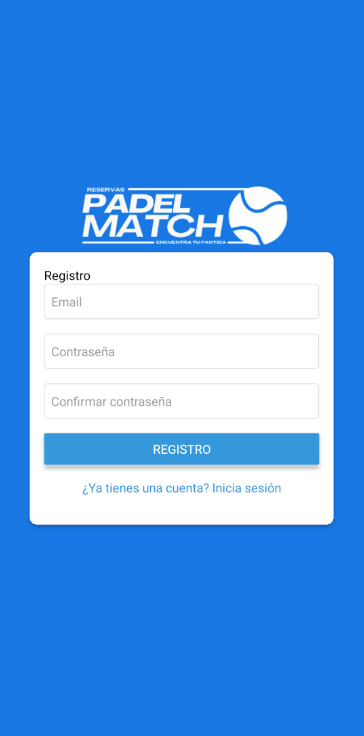 RESERVAS
PADEL
MATCH
ENCUENTRA TU PARTIDA
Registro
Email
Contraseña
Confirmar contraseña
REGISTRO
¿Ya tienes una cuenta? Inicia sesión